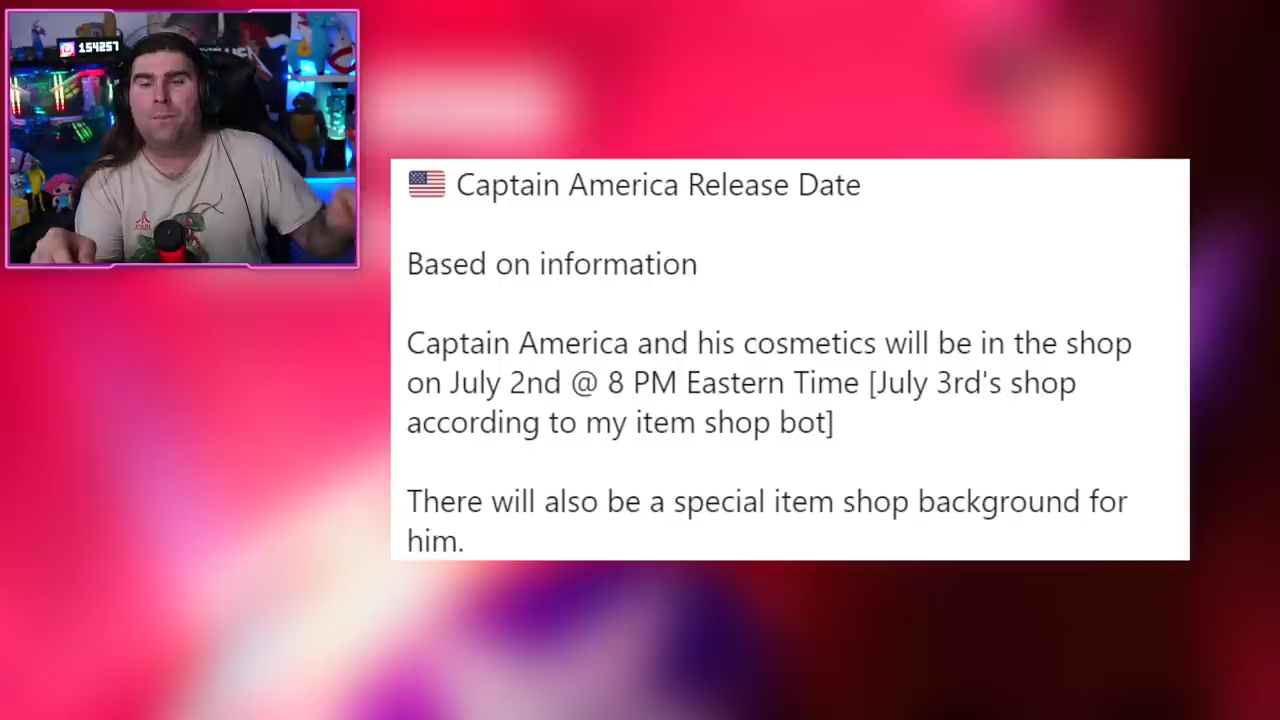 154257
🇺🇸 Captain America Release Date
Based on information
Captain America and his cosmetics will be in the shop
on July 2nd @ 8 PM Eastern Time [July 3rd's shop
according to my item shop bot]
There will also be a special item shop background for
him.
ATARI